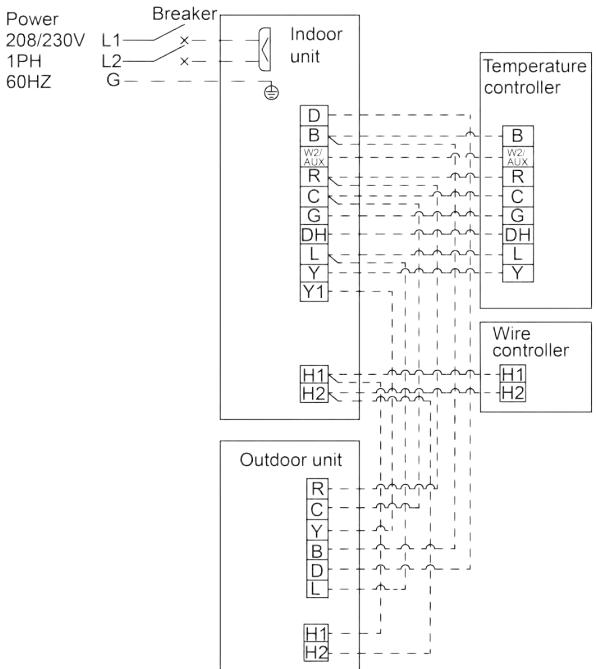 Power
208/230V
1PH
60HZ
Breaker
L1
L2
G
Indoor
unit
D
B
W2/
AUX
R
C
G
DH
L
Y
Y1
H1
H2
Temperature
controller
B
W2/
AUX
R
C
G
DH
L
Y
Wire
controller
H1
H2
Outdoor unit
R
C
Y
B
D
L
H1
H2